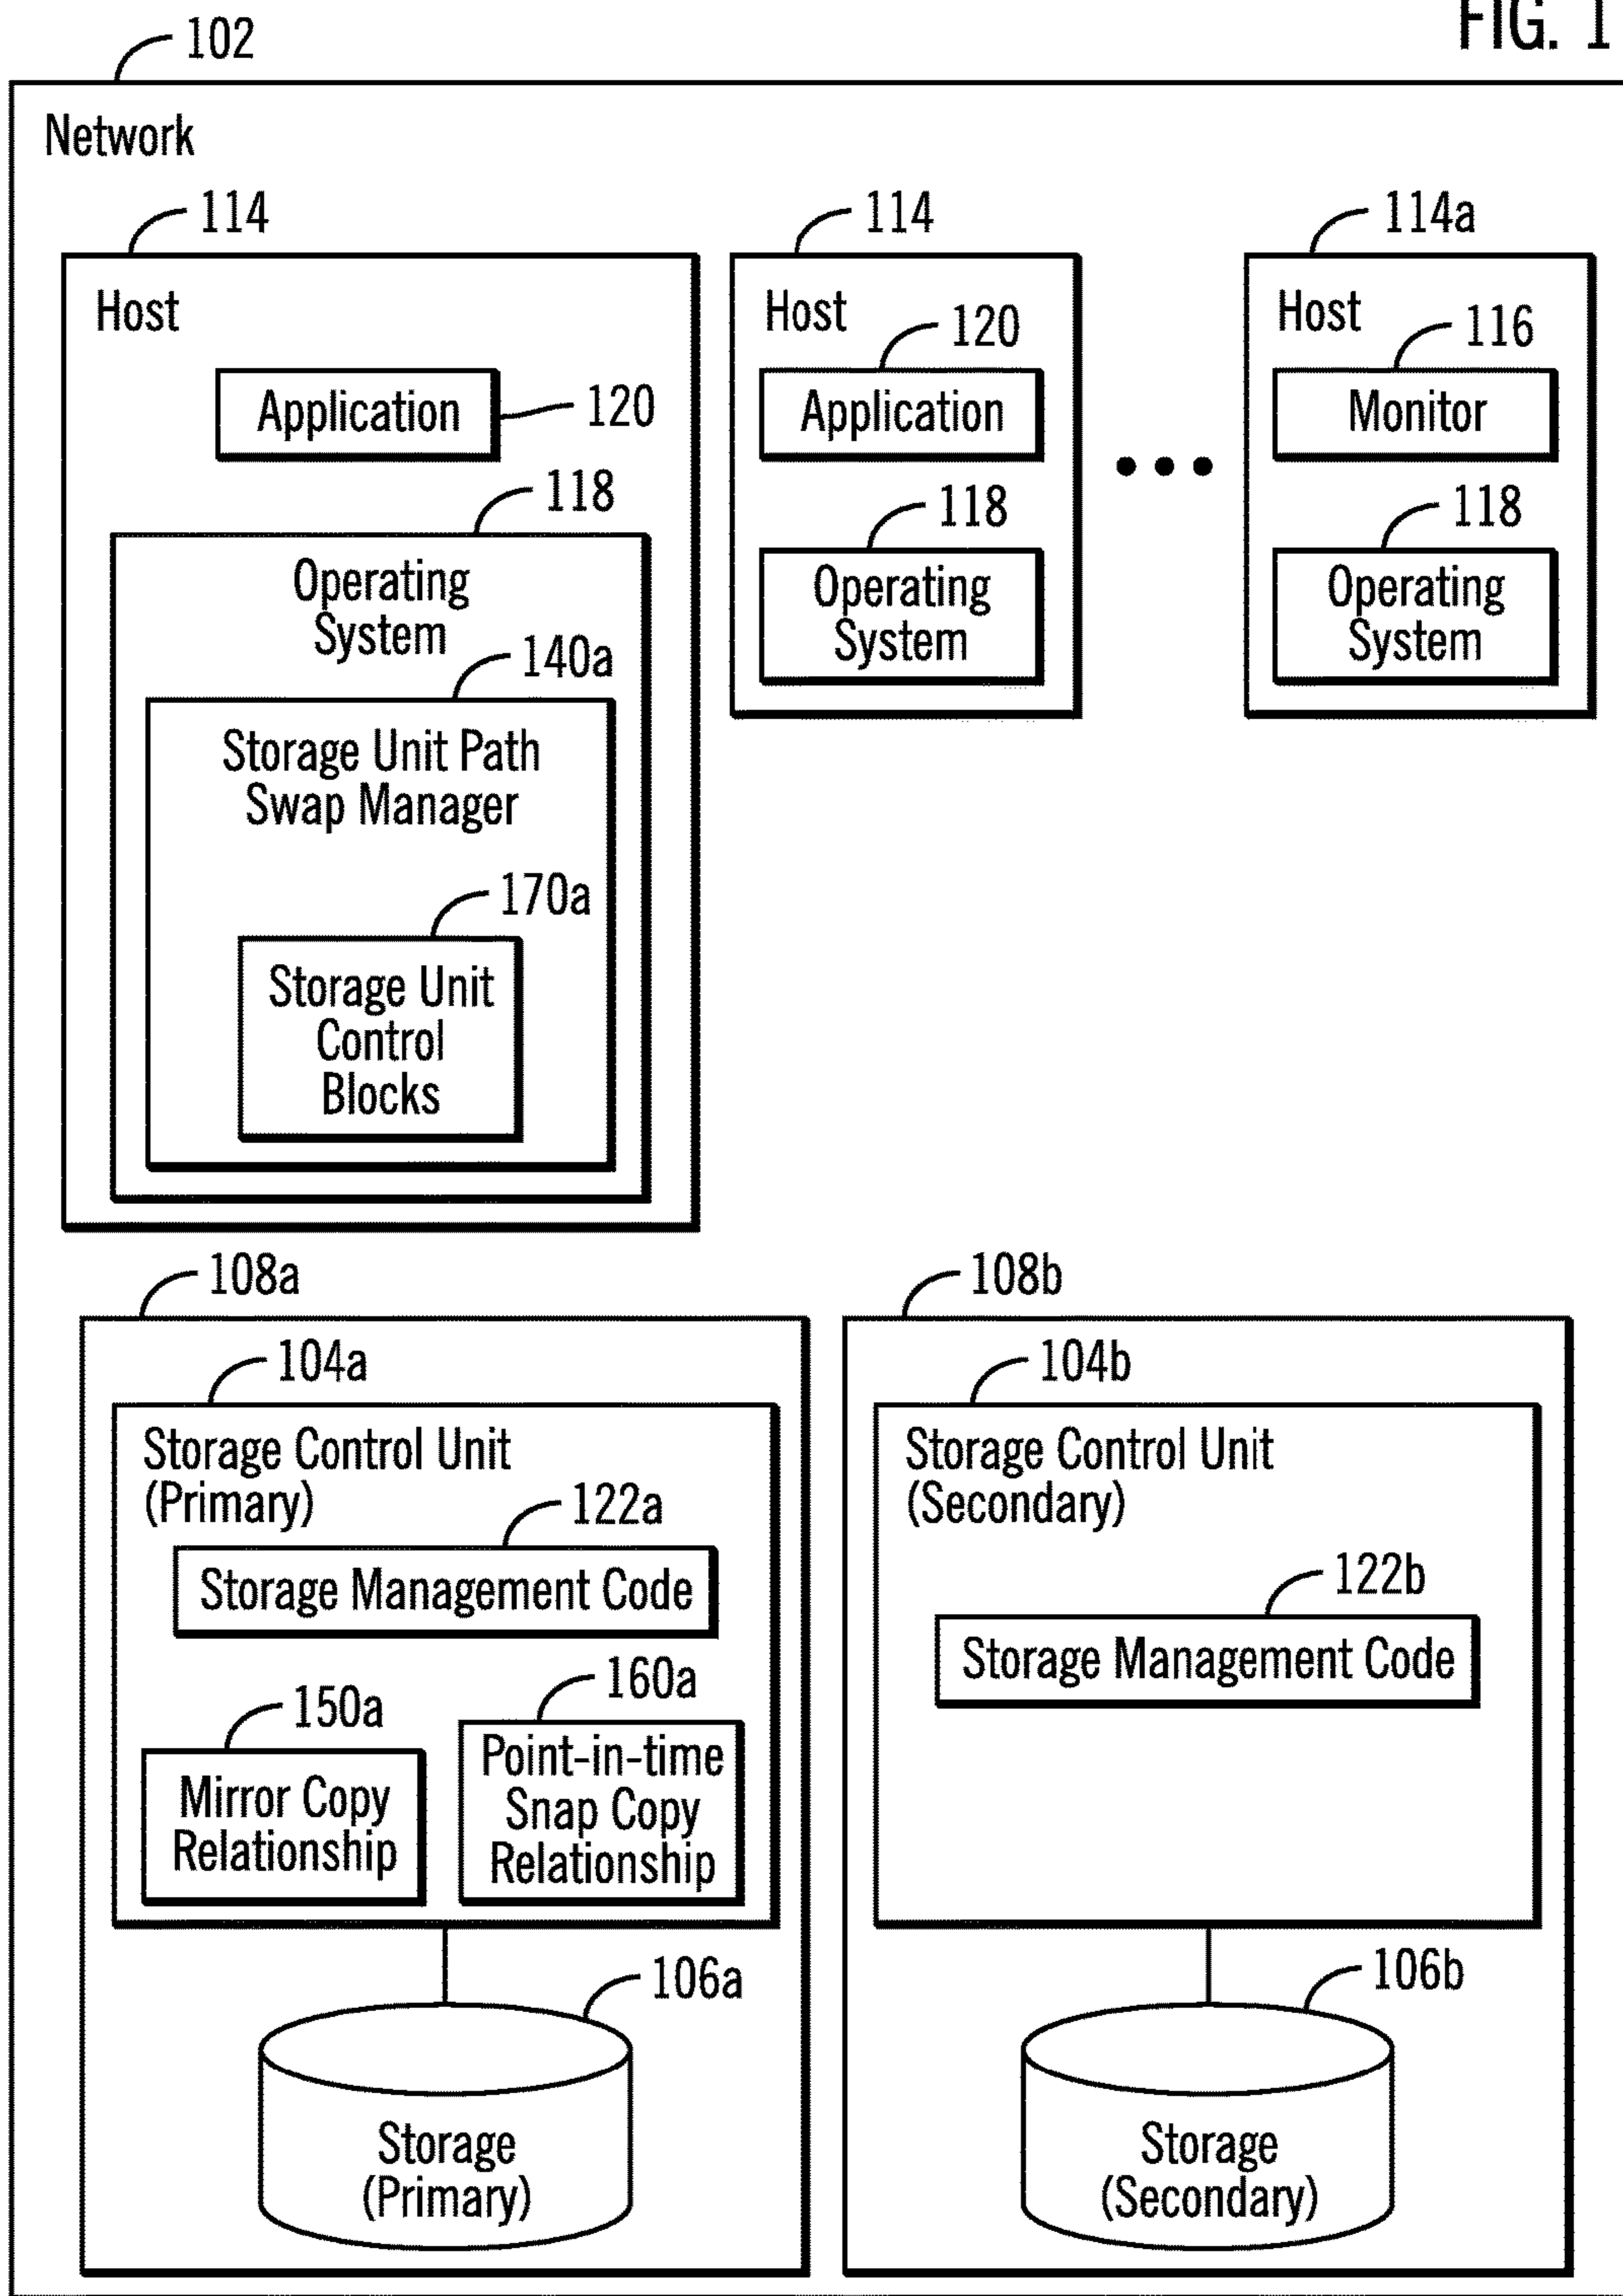 FIG. 1
102
Network
114
Host
Application
120
118
Operating
System
140a
Storage Unit Path
Swap Manager
170a
Storage Unit
Control
Blocks
114
Host
120
Application
118
Operating
System
114a
Host
116
Monitor
118
Operating
System
108a
104a
Storage Control Unit
(Primary)
122a
Storage Management Code
150a
Mirror Copy
Relationship
160a
Point-in-time
Snap Copy
Relationship
106a
Storage
(Primary)
108b
104b
Storage Control Unit
(Secondary)
122b
Storage Management Code
106b
Storage
(Secondary)